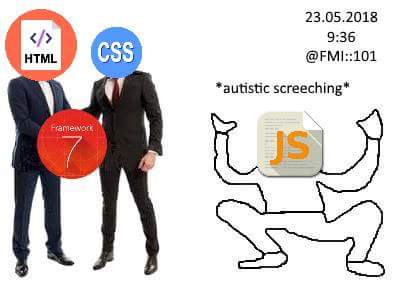 HTML
CSS
Framework
7
23.05.2018
9:36
@FMI::101
*autistic screeching*
JS